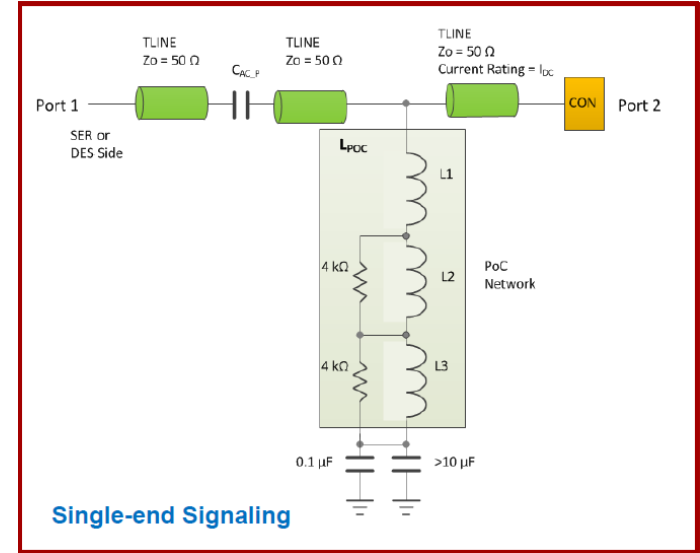 TLINE
Zo = 50 Ω
C_AC_P
TLINE
Zo = 50 Ω
TLINE
Zo = 50 Ω
Current Rating = I_DC
Port 1
CON
Port 2
SER or
DES Side
L_POC
L1
4 kΩ
L2
PoC
Network
4 kΩ
L3
0.1 µF
>10 µF
Single-end Signaling